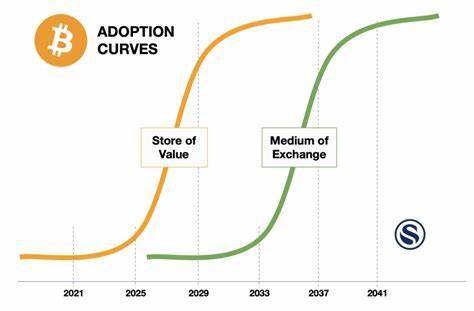 ADOPTION
CURVES
Store of
Value
Medium of
Exchange
2021
2025
2029
2033
2037
2041